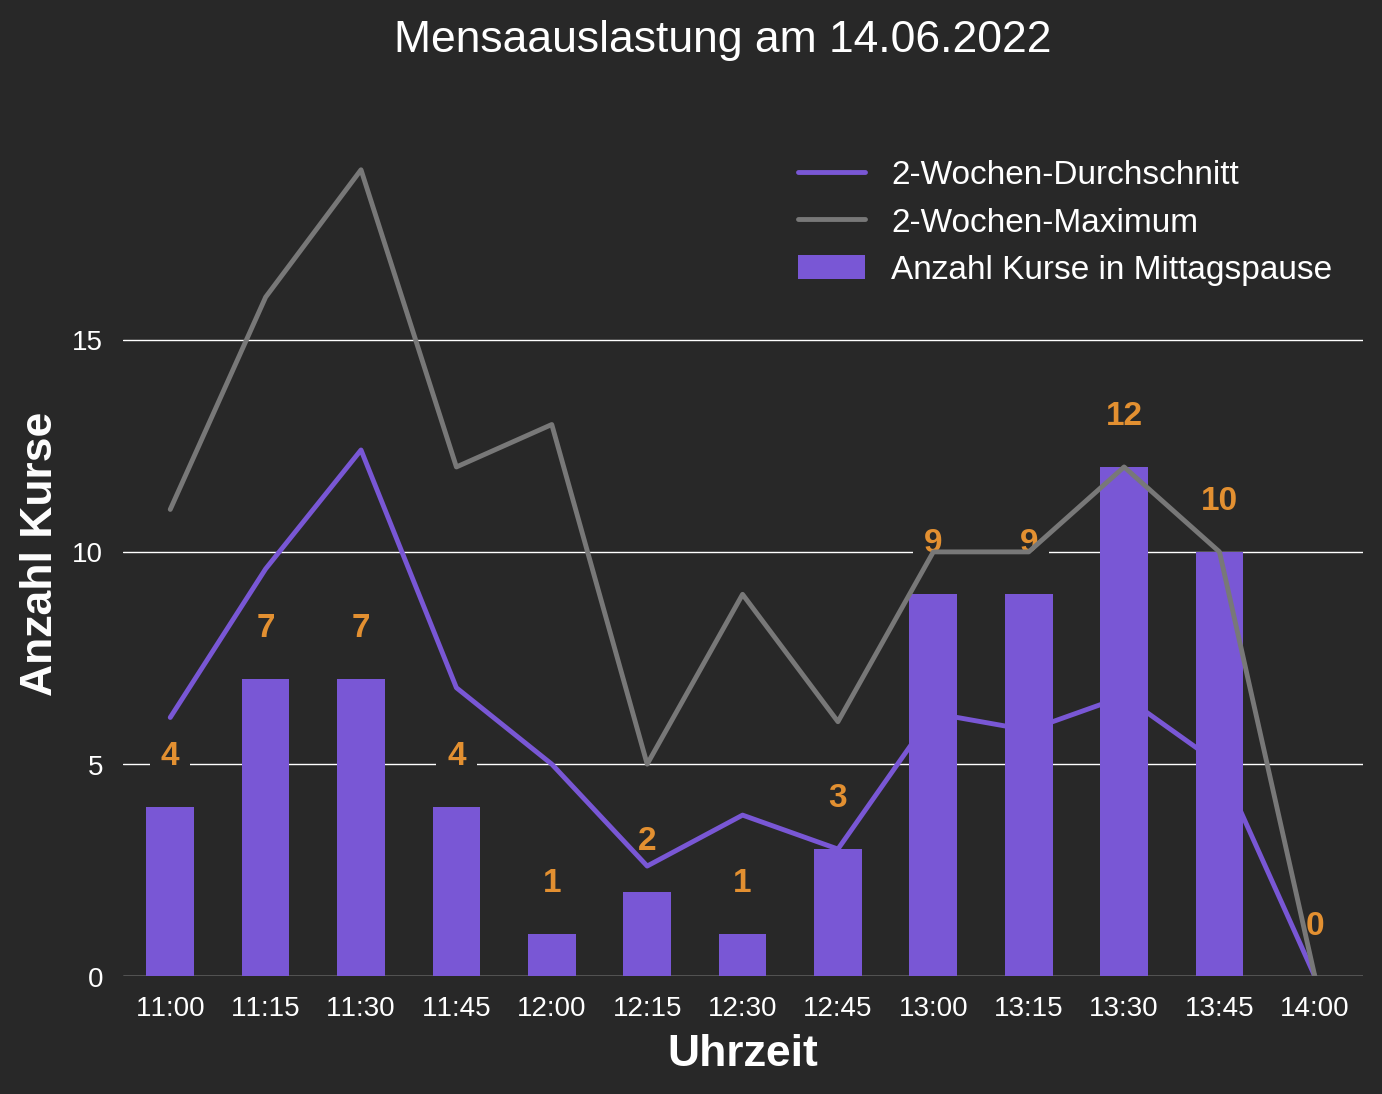 Mensaauslastung am 14.06.2022
2-Wochen-Durchschnitt
2-Wochen-Maximum
Anzahl Kurse in Mittagspause
Anzahl Kurse
15
10
5
0
4
7
7
4
1
2
1
3
9
9
12
10
0
11:00 11:15 11:30 11:45 12:00 12:15 12:30 12:45 13:00 13:15 13:30 13:45 14:00
Uhrzeit